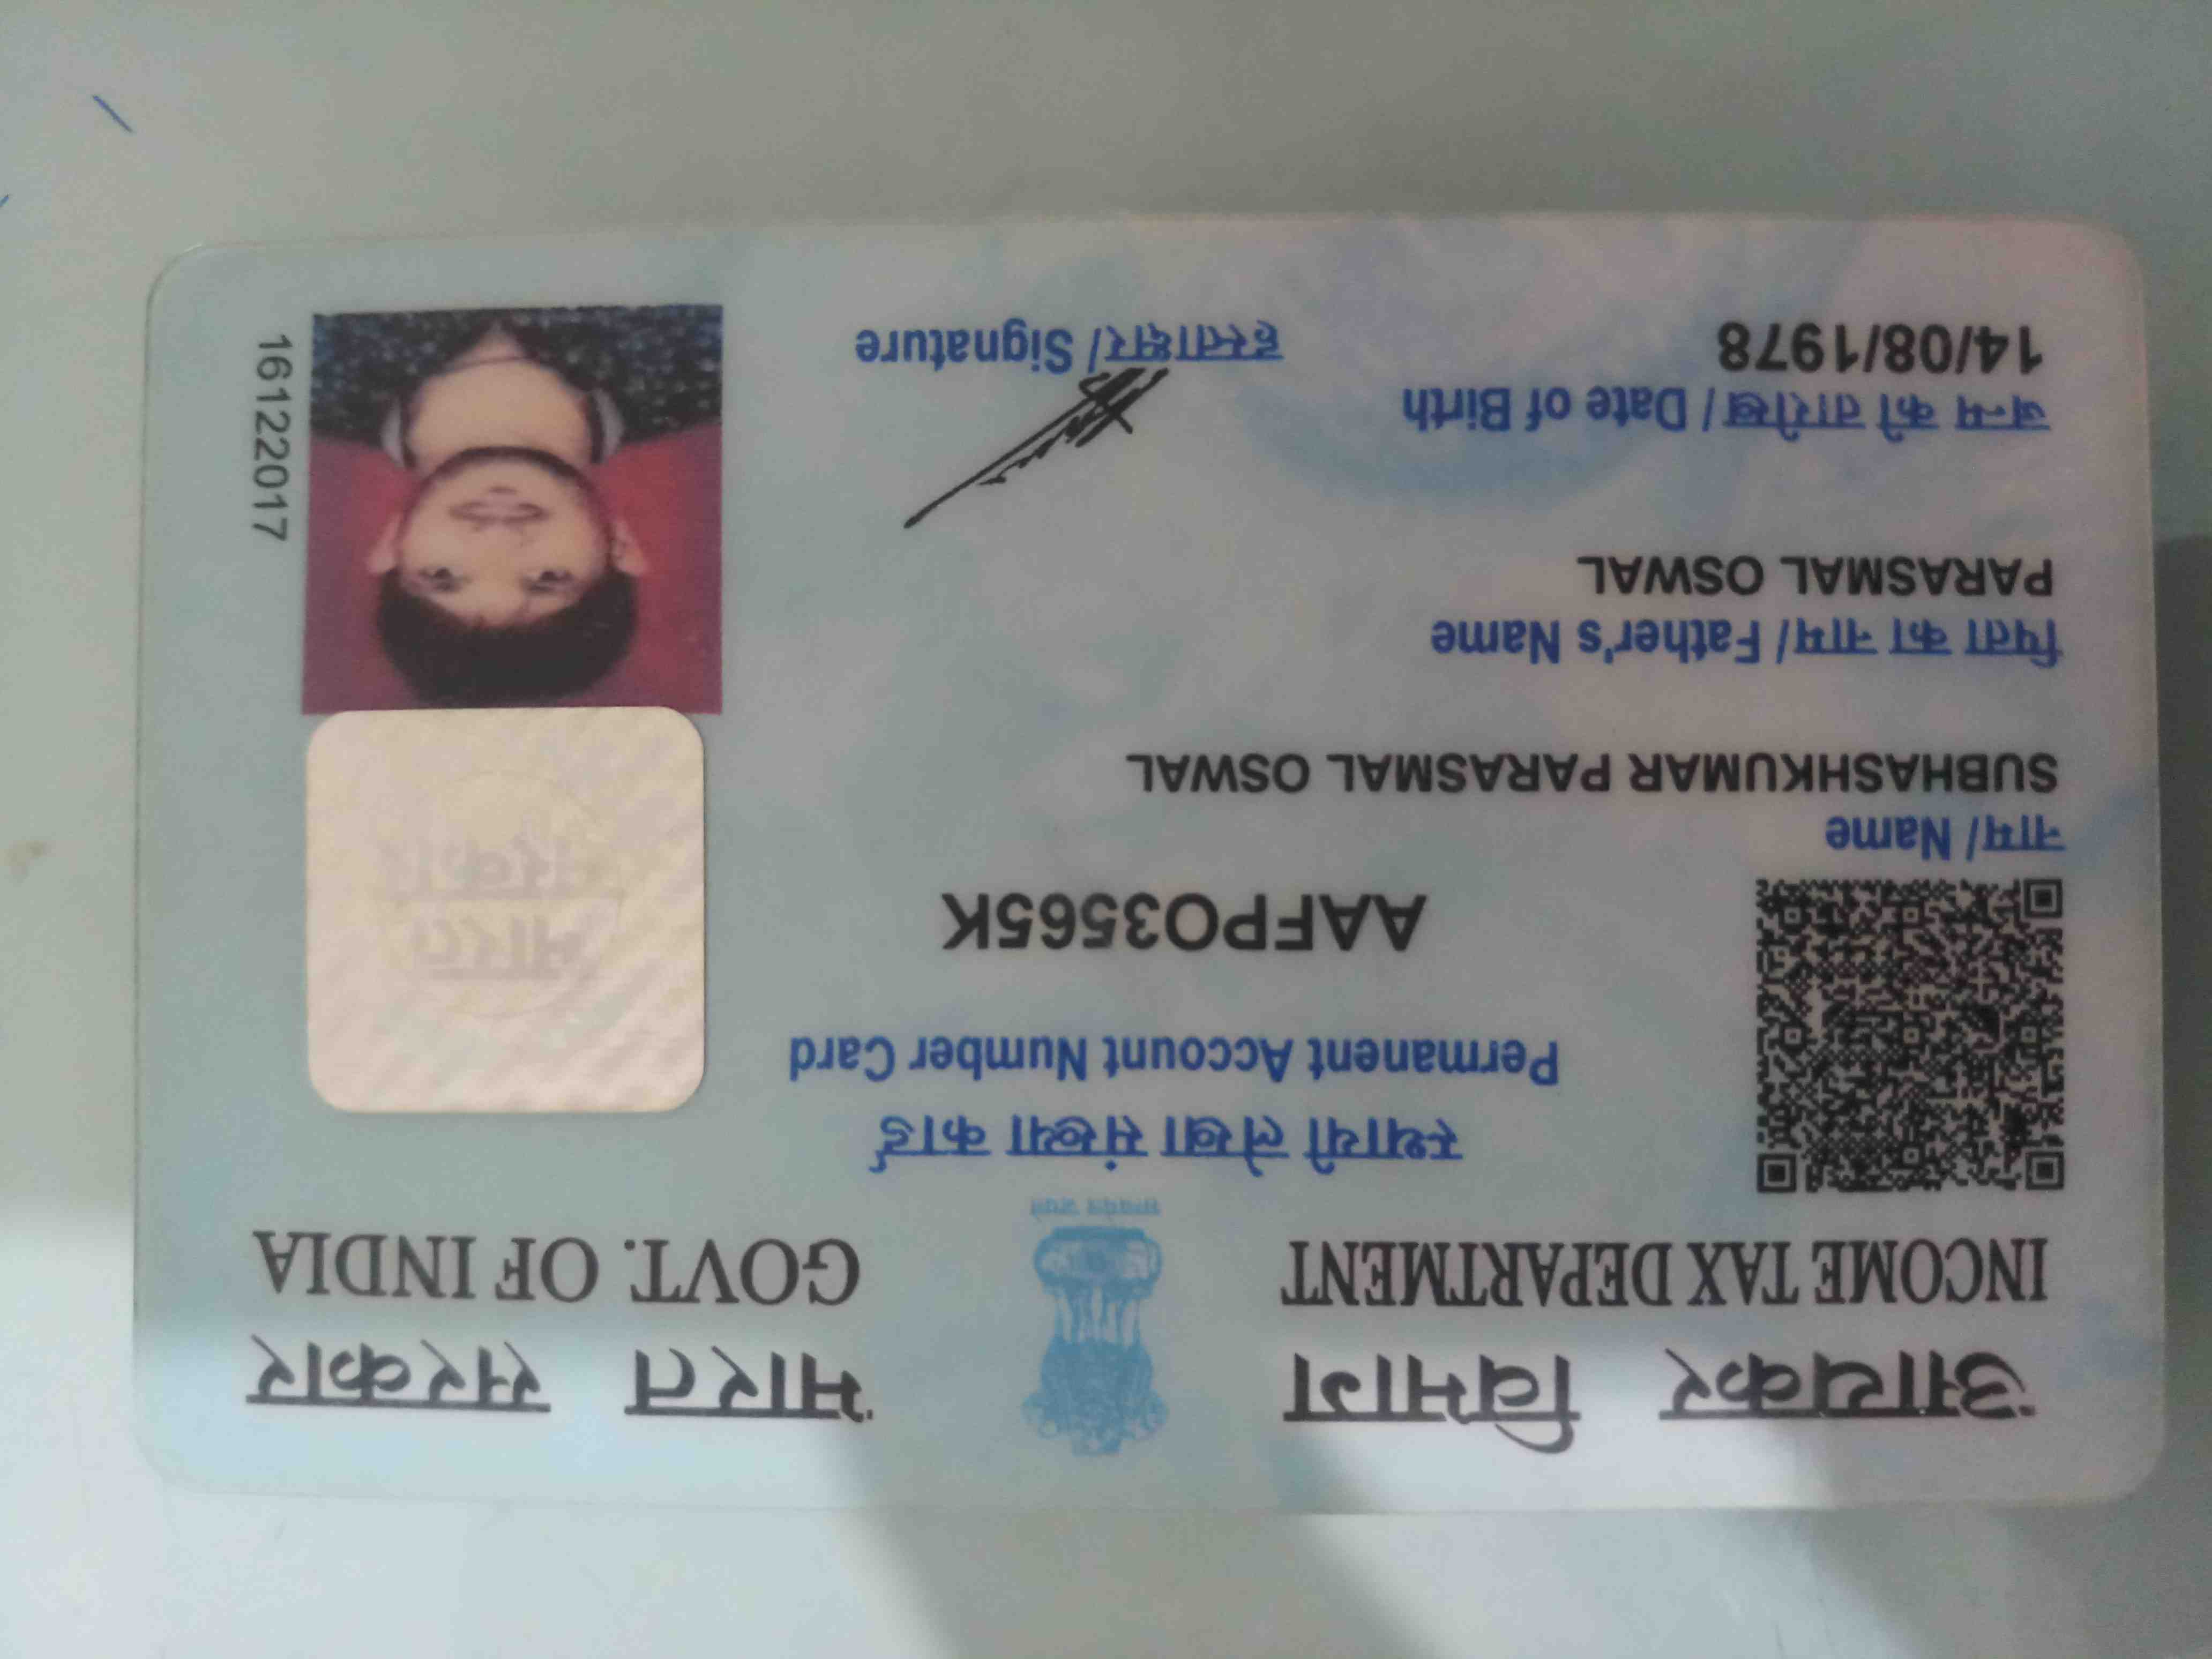 आयकर विभाग
INCOME TAX DEPARTMENT
भारत सरकार
GOVT. OF INDIA
सत्यमेव जयते
स्थायी लेखा संख्या कार्ड
Permanent Account Number Card
AAFPO3565K
भारत
सरकार
नाम/ Name
SUBHASHKUMAR PARASMAL OSWAL
पिता का नाम/ Father's Name
PARASMAL OSWAL
जन्म की तारीख/ Date of Birth
14/08/1978
हस्ताक्षर/ Signature
16122017